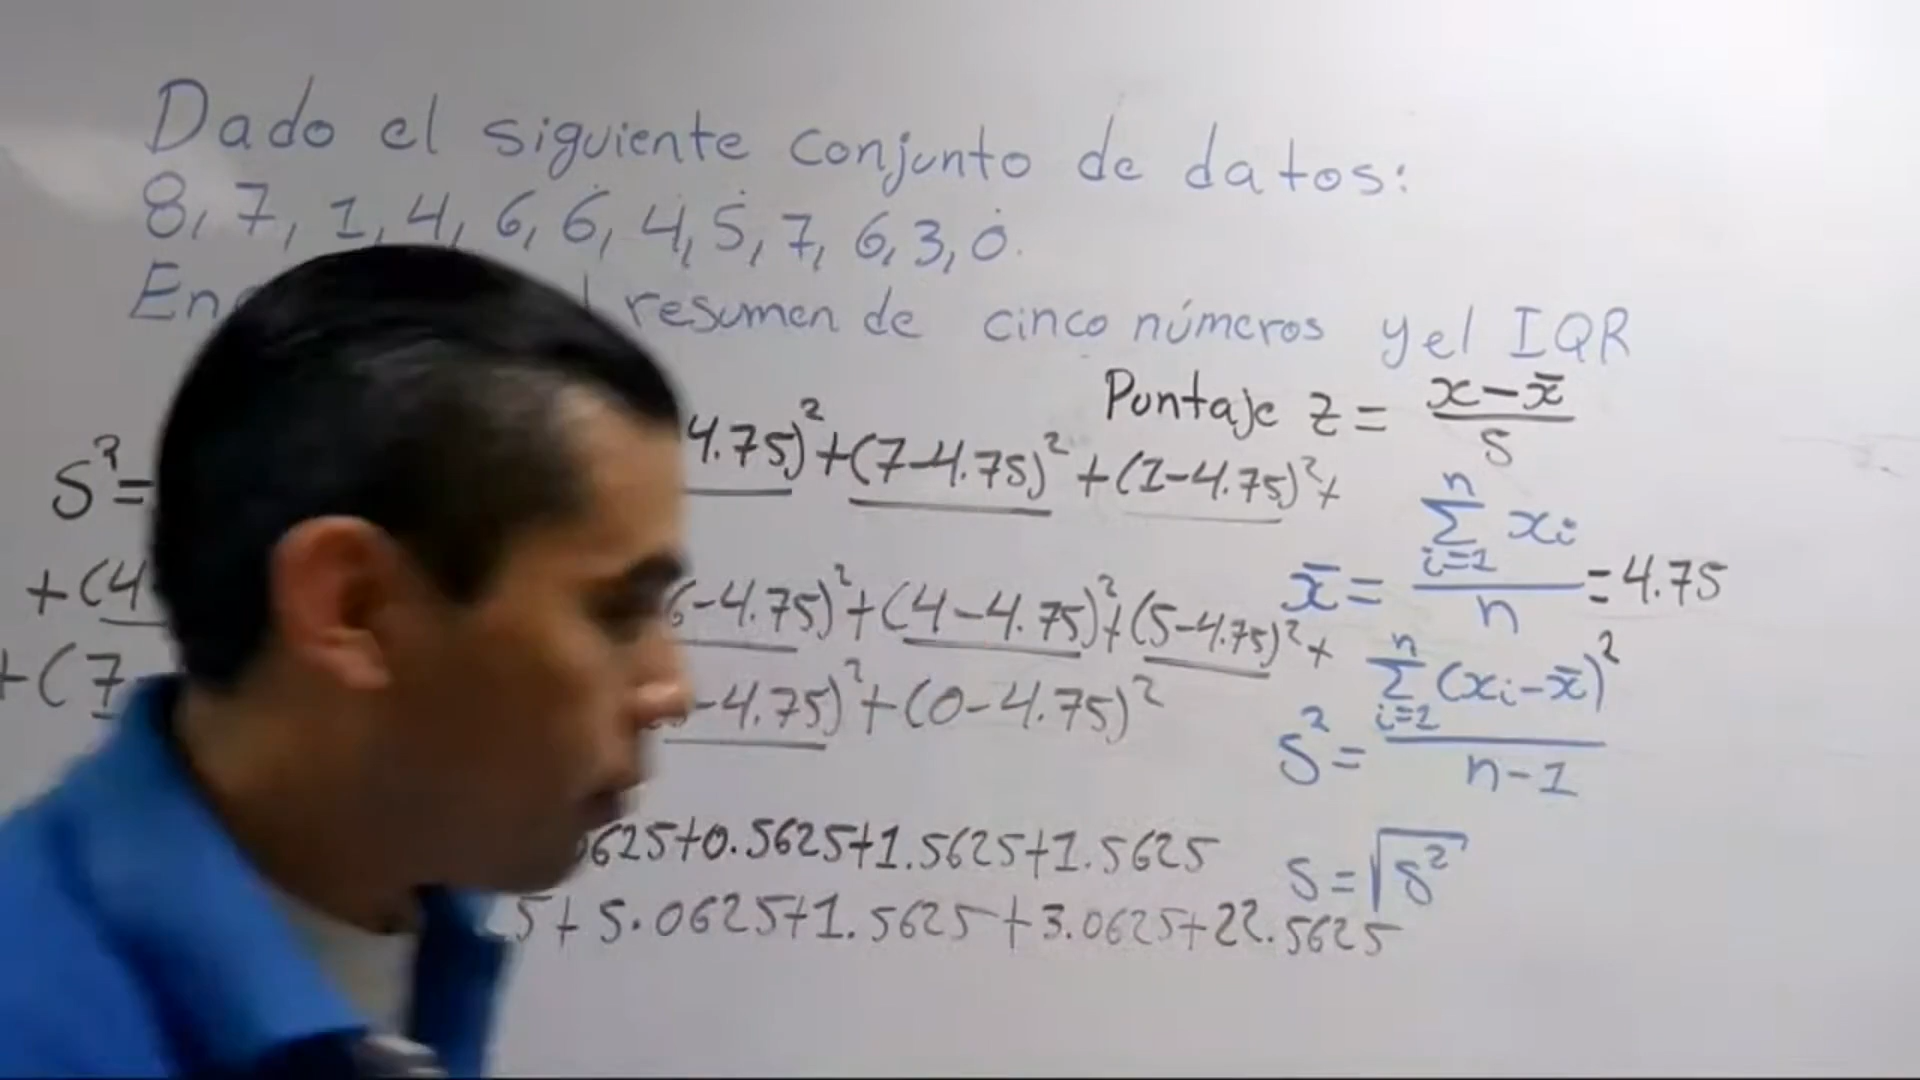 Dado el siguiente conjunto de datos:
8, 7, 1, 4, 6, 6, 4, 5, 7, 6, 3, 0.
resumen de cinco números y el IQR
Puntaje z = x-x̄ / s
S²= 4.75)²+(7-4.75)²+(1-4.75)²+
+(4 6-4.75)²+(4-4.75)²+(5-4.75)²+
+(7 -4.75)²+(0-4.75)²
x̄ = Σ xi / n = 4.75
n
i=1
S² = Σ (xi-x̄)² / n-1
n
i=1
625+0.5625+1.5625+1.5625
5+5.0625+1.5625+3.0625+22.5625
S=√S²